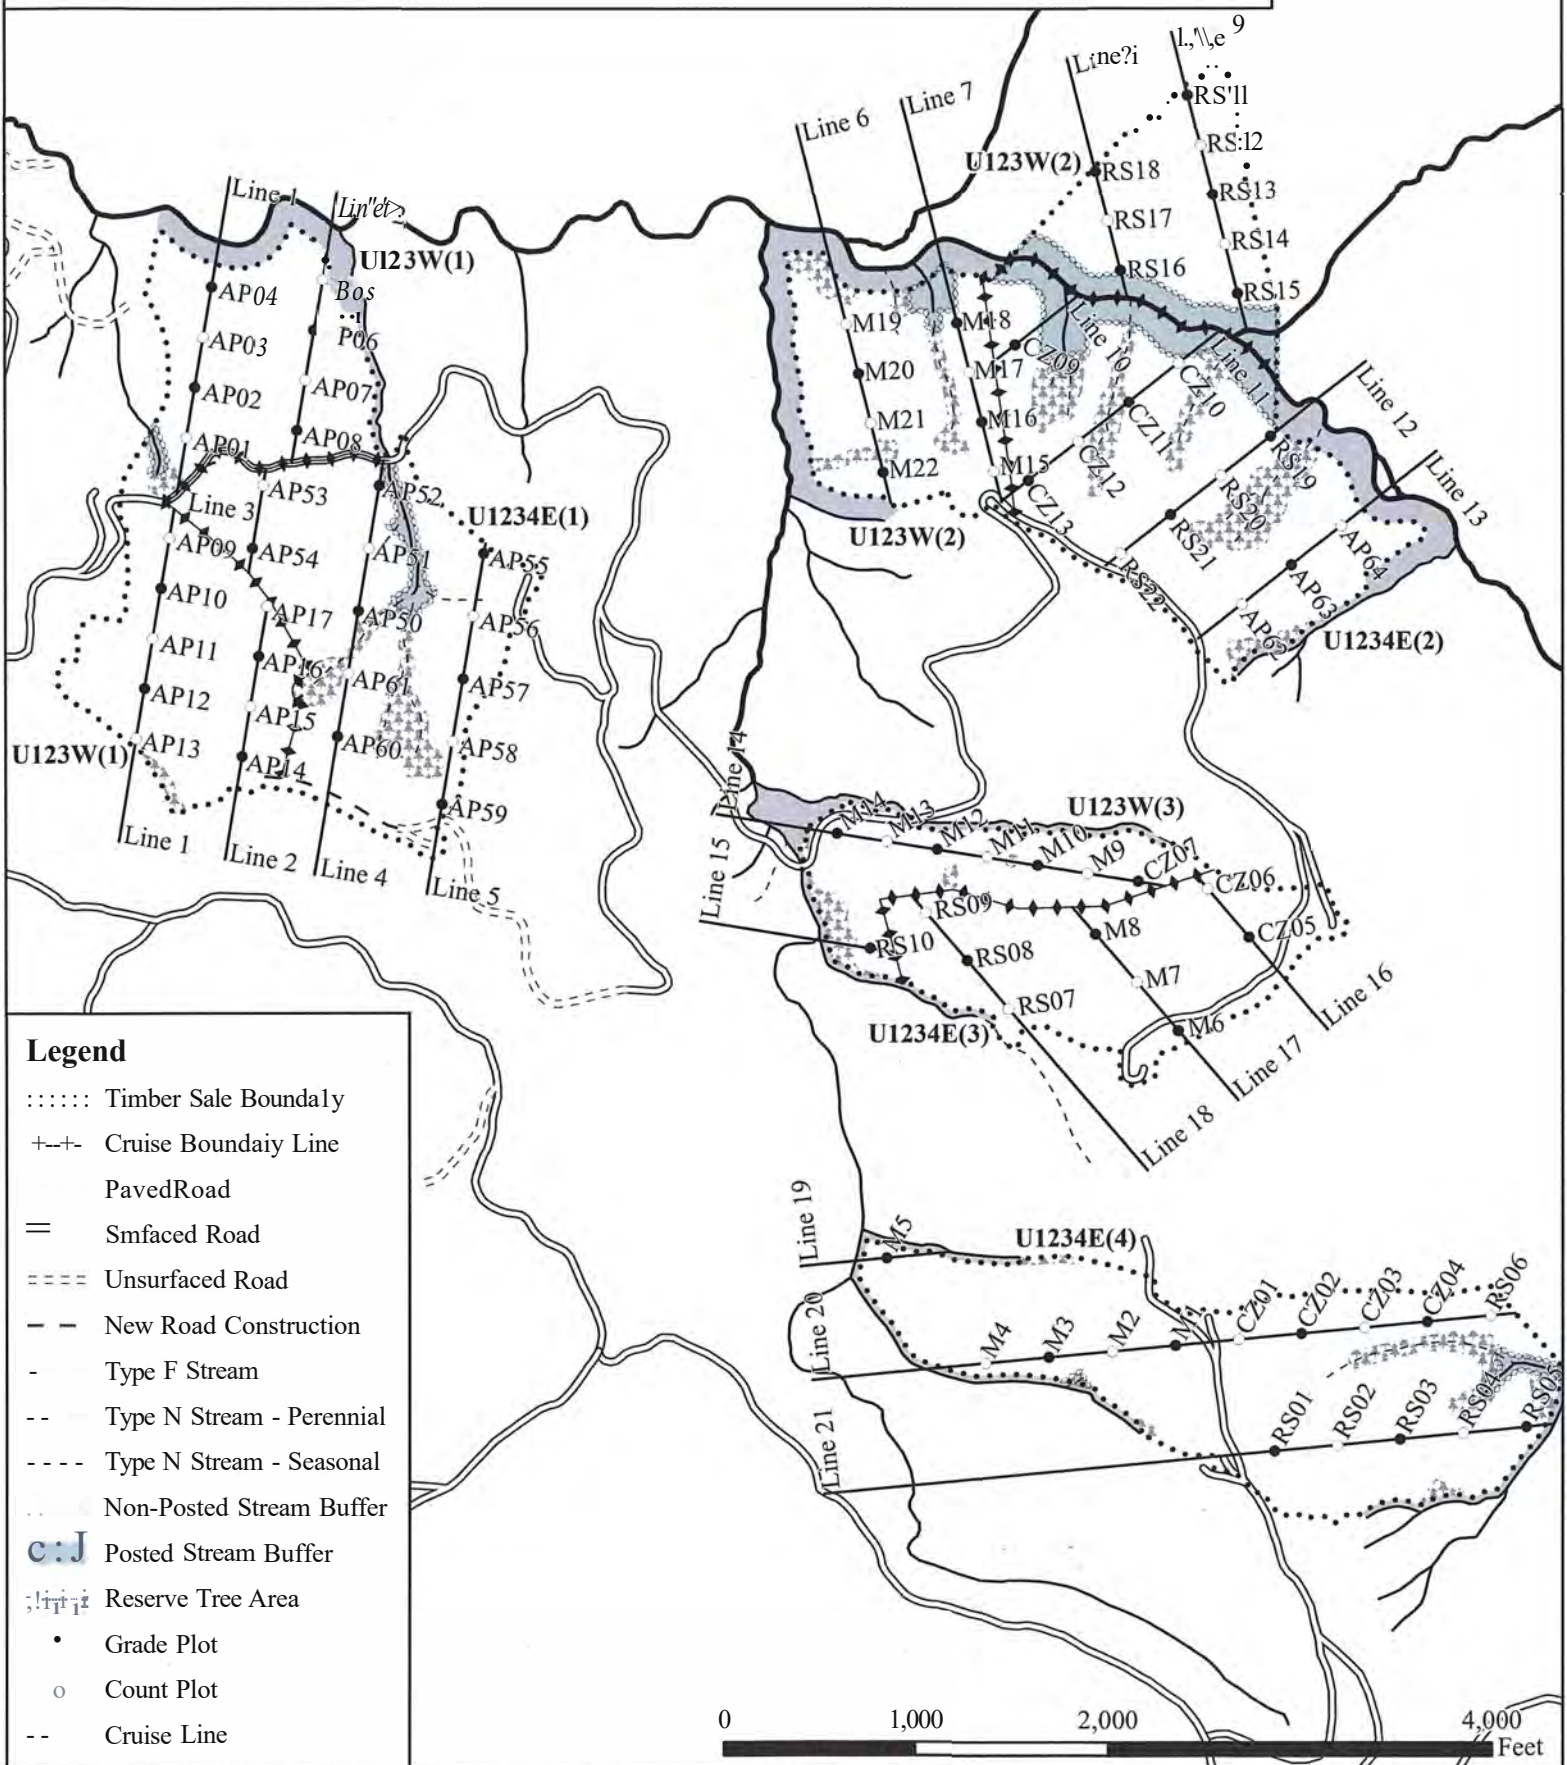 Line 1
U123W(1)
AP04
AP03
AP02
AP01
P06
AP07
AP08
Line 3
AP53
AP52
U1234E(1)
AP09
AP54
AP51
AP55
AP10
AP17
AP50
AP56
AP11
AP16
AP61
AP57
AP12
AP15
AP60
AP58
U123W(1)
AP13
AP14
AP59
Line 1
Line 2
Line 4
Line 5
Line 6
Line 7
9
U123W(2)
RS18
RS17
RS16
RS'll
RS:l2
RS13
RS14
RS15
M19
M20
M21
M22
M18
M17
M16
M15
U123W(2)
CZ09
Line 10
CZ10
CZ11
CZ12
CZ13
Line 11
Line 12
Line 13
RS19
RS20
RS21
RS22
AP64
AP63
U1234E(2)
Line 14
Line 15
U123W(3)
M14
M13
M12
M11
M10
M9
CZ07
CZ06
CZ05
RS09
RS10
RS08
RS07
M8
M7
M6
U1234E(3)
Line 16
Line 17
Line 18
Line 19
M5
U1234E(4)
Line 20
M4
M3
M2
M1
CZ01
CZ02
CZ03
CZ04
RS06
Line 21
RS01
RS02
RS03
RS04
RS05
Legend
Timber Sale Bounda1y
Cruise Boundaiy Line
PavedRoad
Smfaced Road
Unsurfaced Road
New Road Construction
Type F Stream
Type N Stream - Perennial
Type N Stream - Seasonal
Non-Posted Stream Buffer
c : J Posted Stream Buffer
Reserve Tree Area
Grade Plot
Count Plot
Cruise Line
0 1,000 2,000 4,000
Feet